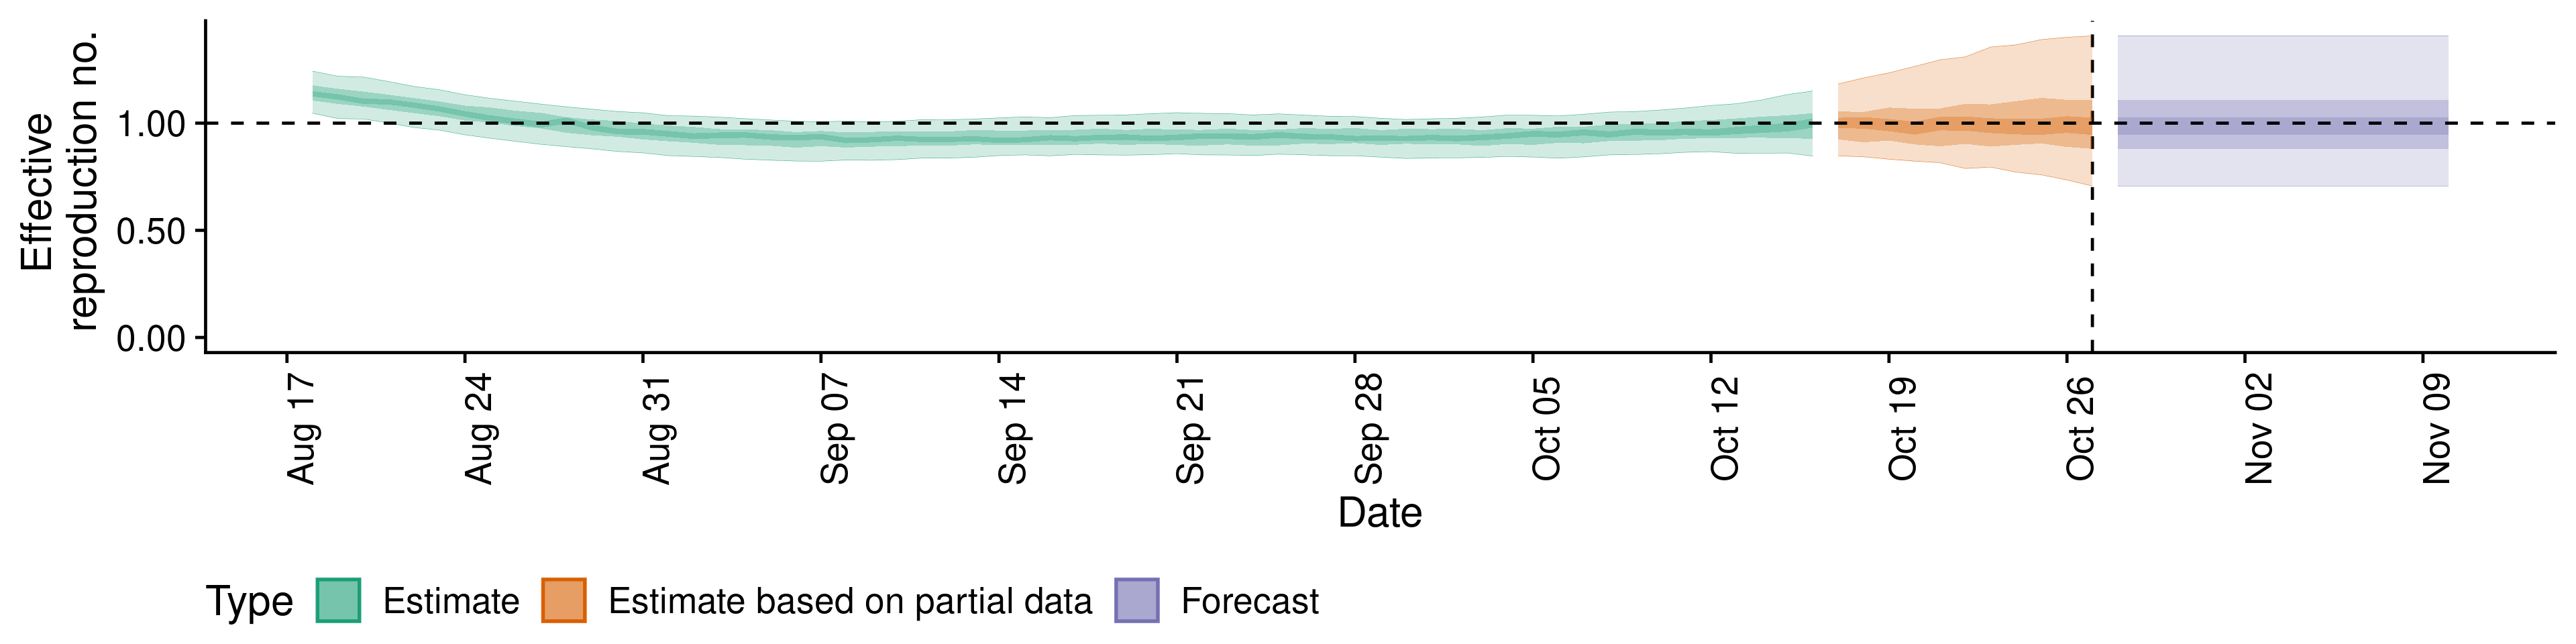 Effective
reproduction no.
1.00
0.50
0.00
Aug 17
Aug 24
Aug 31
Sep 07
Sep 14
Sep 21
Sep 28
Oct 05
Oct 12
Oct 19
Oct 26
Nov 02
Nov 09
Date
Type Estimate Estimate based on partial data Forecast